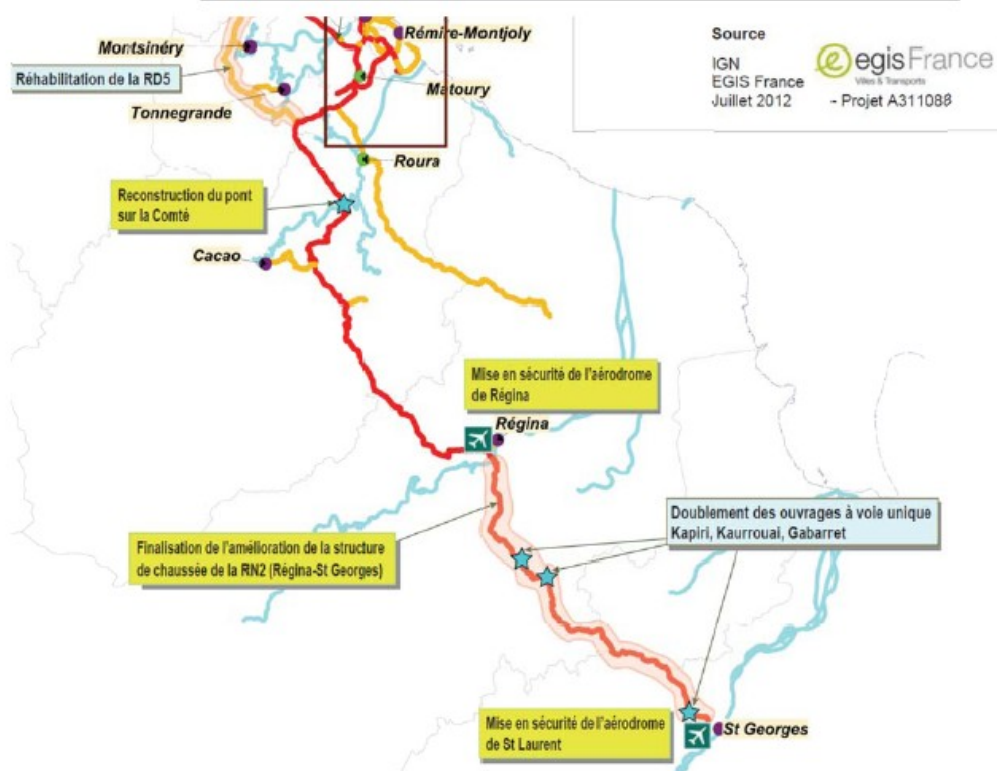 Source
IGN
EGIS France
Juillet 2012
- Projet A311088
egis France
Villes & Transports
Rémire-Montjoly
Montsinéry
Réhabilitation de la RD5
Matoury
Tonnegrande
Roura
Reconstruction du pont
sur la Comté
Cacao
Mise en sécurité de l'aérodrome
de Régina
Régina
Doublement des ouvrages à voie unique
Kapiri, Kaurrouai, Gabarret
Finalisation de l'amélioration de la structure
de chaussée de la RN2 (Régina-St Georges)
Mise en sécurité de l'aérodrome
de St Laurent
St Georges